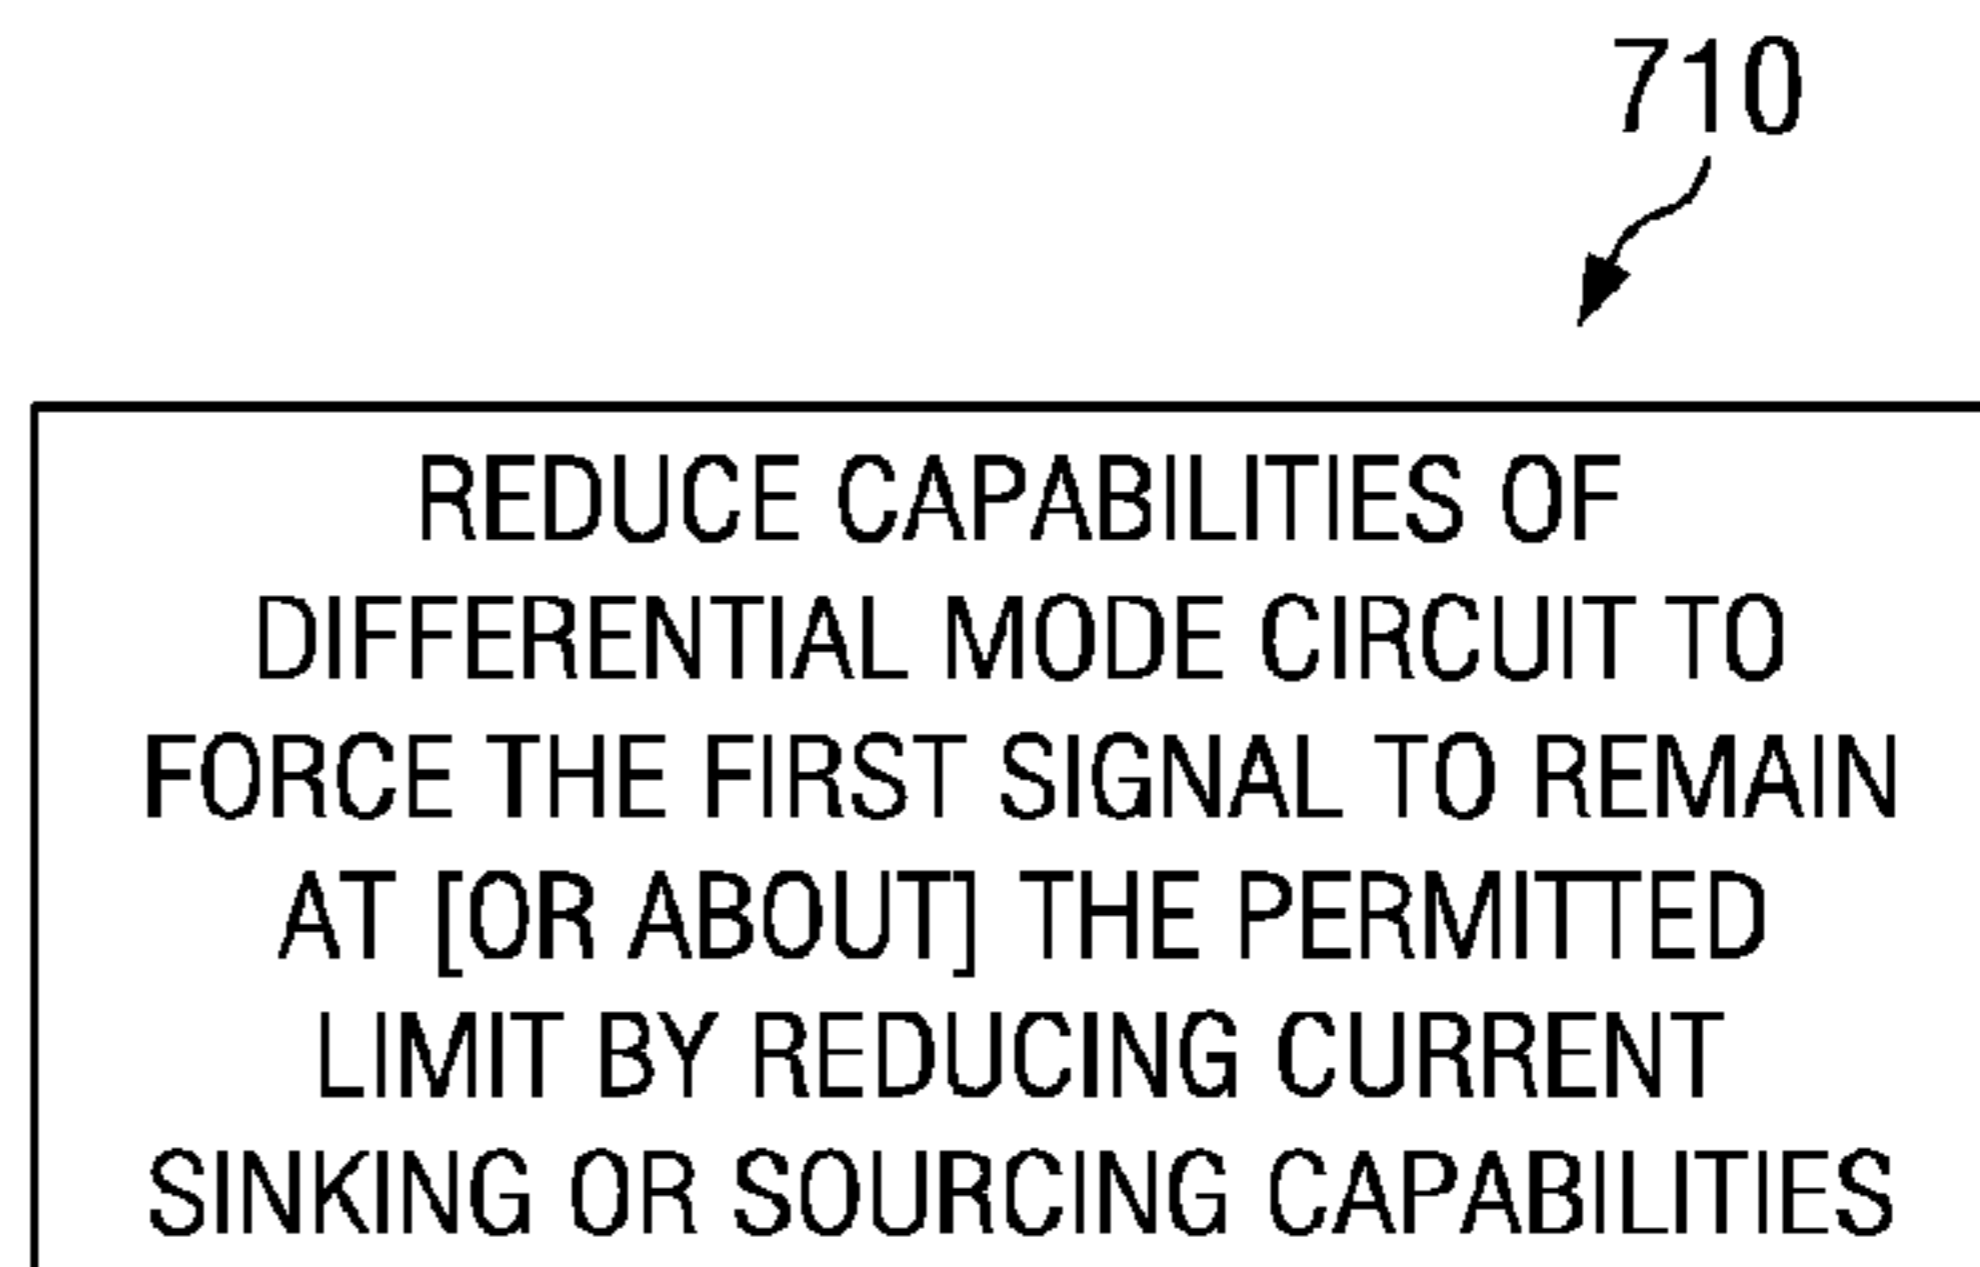 710
REDUCE CAPABILITIES OF
DIFFERENTIAL MODE CIRCUIT TO
FORCE THE FIRST SIGNAL TO REMAIN
AT [OR ABOUT] THE PERMITTED
LIMIT BY REDUCING CURRENT
SINKING OR SOURCING CAPABILITIES